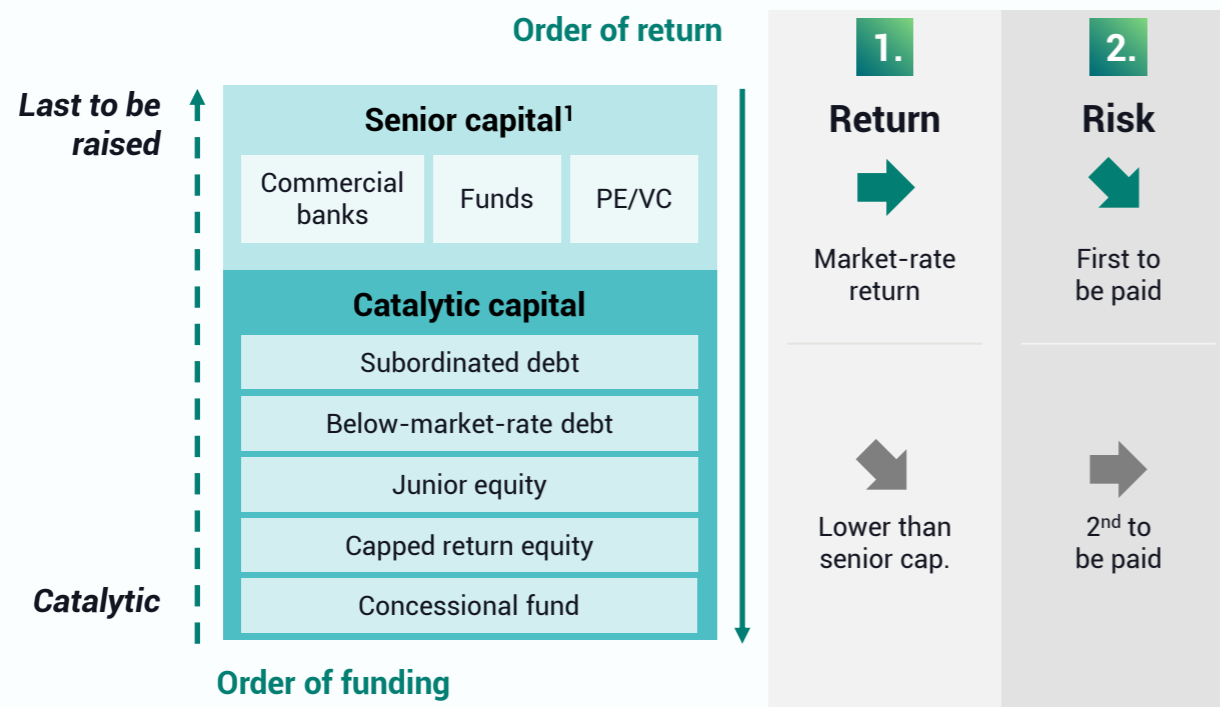 Order of return
Last to be
raised
Senior capital¹
Commercial
banks
Funds
PE/VC
Catalytic capital
Subordinated debt
Below-market-rate debt
Junior equity
Capped return equity
Concessional fund
Catalytic
Order of funding
1.
Return
Market-rate
return
Lower than
senior cap.
2.
Risk
First to
be paid
2ⁿᵈ to
be paid